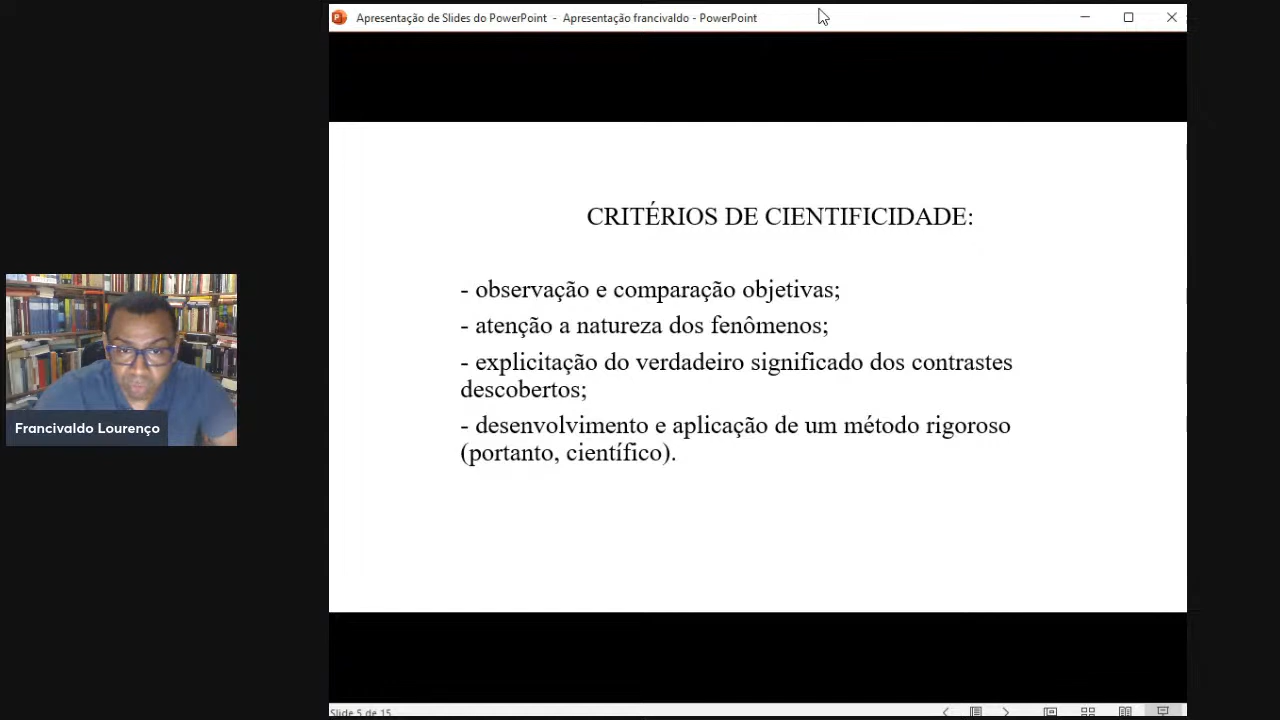 Apresentação de Slides do PowerPoint - Apresentação francivaldo - PowerPoint
CRITÉRIOS DE CIENTIFICIDADE:
- observação e comparação objetivas;
- atenção a natureza dos fenômenos;
- explicitação do verdadeiro significado dos contrastes
descobertos;
- desenvolvimento e aplicação de um método rigoroso
(portanto, científico).
Francivaldo Lourenço
Slide 5 de 15